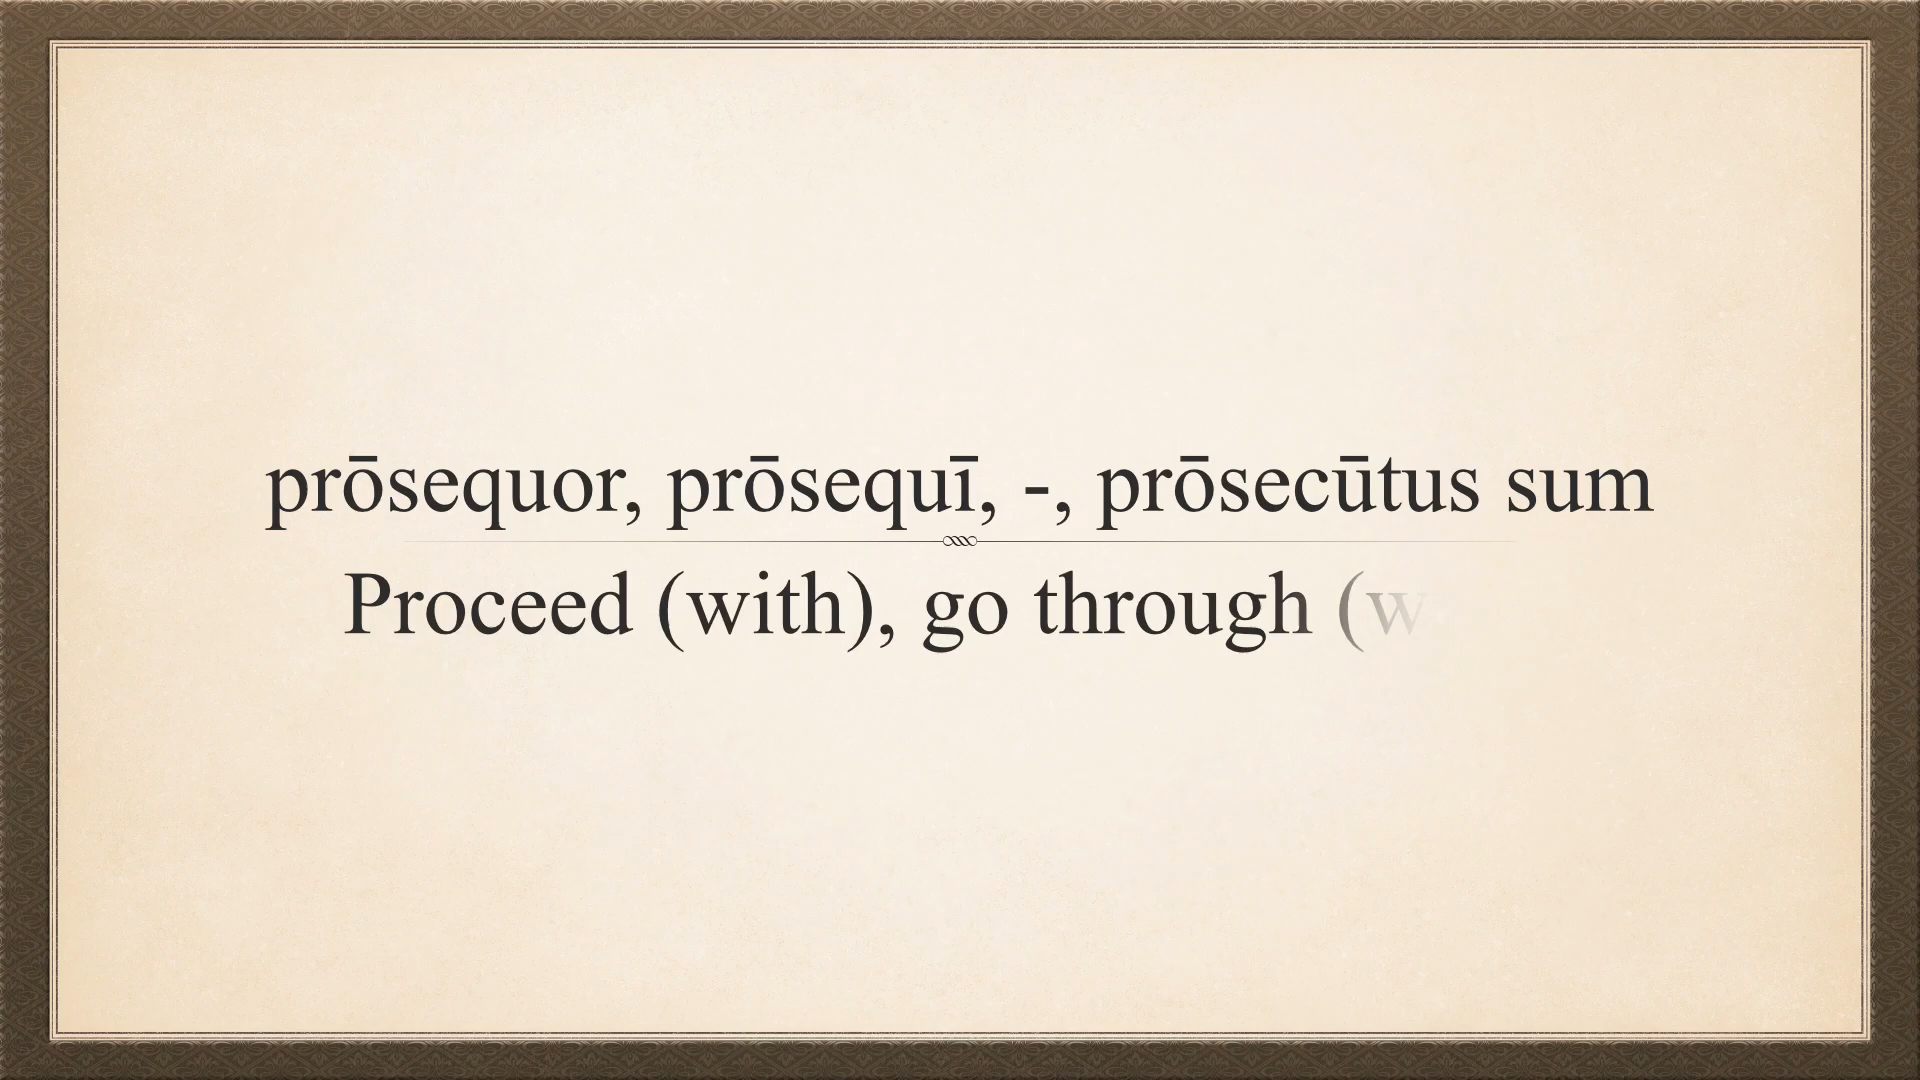 prōsequor, prōsequī, -, prōsecūtus sum
Proceed (with), go through